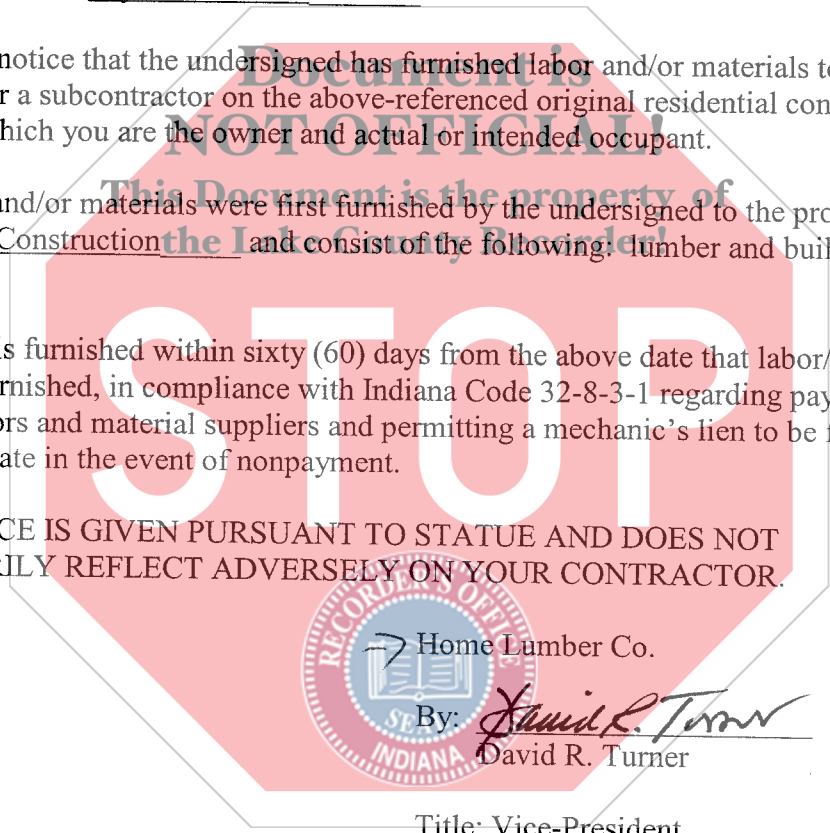 Document is
notice that the undersigned has furnished labor and/or materials to
NOT OFFICIAL!
r a subcontractor on the above-referenced original residential con
hich you are the owner and actual or intended occupant.
This Document is the property of
the Lake County Recorder!
and/or materials were first furnished by the undersigned to the pro
Construction and consist of the following: lumber and buil
STOP
is furnished within sixty (60) days from the above date that labor/
rnished, in compliance with Indiana Code 32-8-3-1 regarding pay
ors and material suppliers and permitting a mechanic's lien to be f
ate in the event of nonpayment.
CE IS GIVEN PURSUANT TO STATUE AND DOES NOT
RILY REFLECT ADVERSELY ON YOUR CONTRACTOR.
RECORDER'S OFFICE
SEAL
INDIANA
Home Lumber Co.
By: David R. Turner
David R. Turner
Title: Vice-President